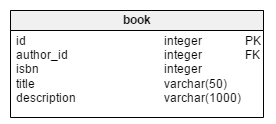 book
id integer PK
author_id integer FK
isbn integer
title varchar(50)
description varchar(1000)